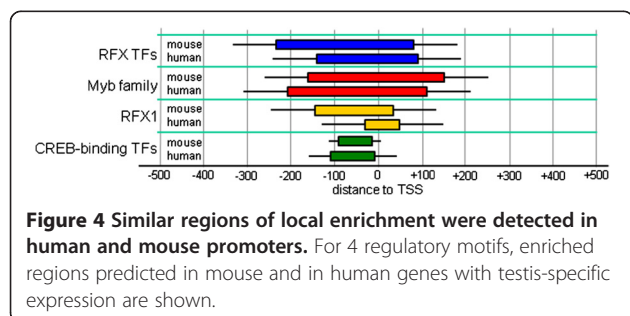 RFX TFs mouse
human
Myb family mouse
human
RFX1 mouse
human
CREB-binding TFs mouse
human
-500 -400 -300 -200 -100 0 +100 +200 +300 +400 +500
distance to TSS
Figure 4 Similar regions of local enrichment were detected in
human and mouse promoters. For 4 regulatory motifs, enriched
regions predicted in mouse and in human genes with testis-specific
expression are shown.